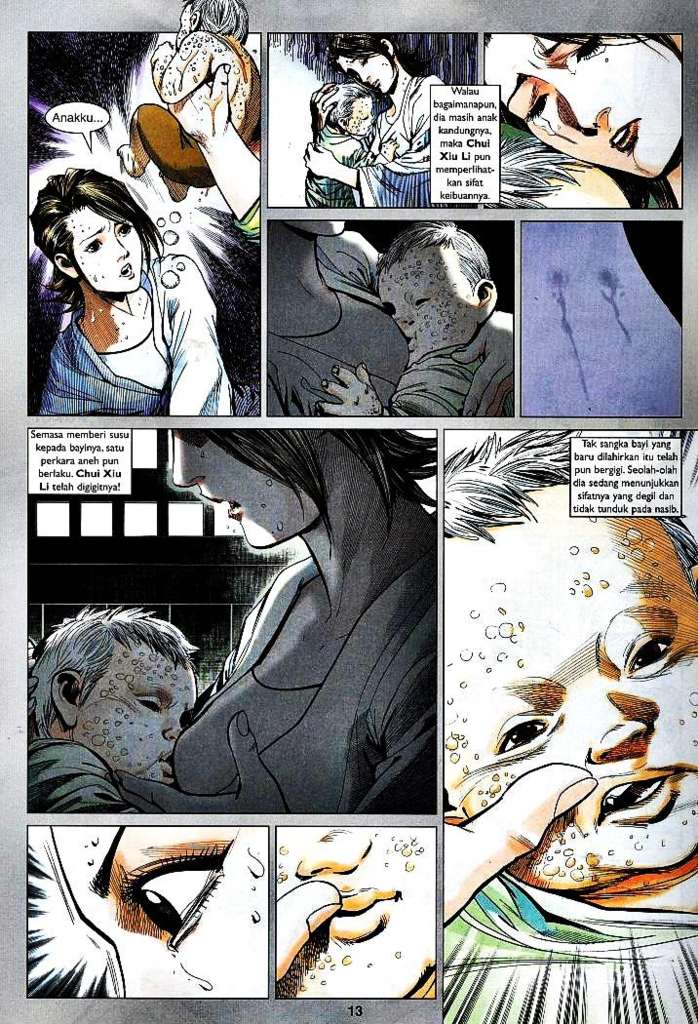 Anakku...
Walau
bagaimanapun,
dia masih anak
kandungnya,
maka Chui
Xiu Li pun
memperlihat-
kan sifat
keibuannya.
Semasa memberi susu
kepada bayinya, satu
perkara aneh pun
berlaku. Chui Xiu
Li telah digigitnya!
Tak sangka bayi yang
baru dilahirkan itu telah
pun bergigi. Seolah-olah
dia sedang menunjukkan
sifatnya yang degil dan
tidak tunduk pada nasib.
13